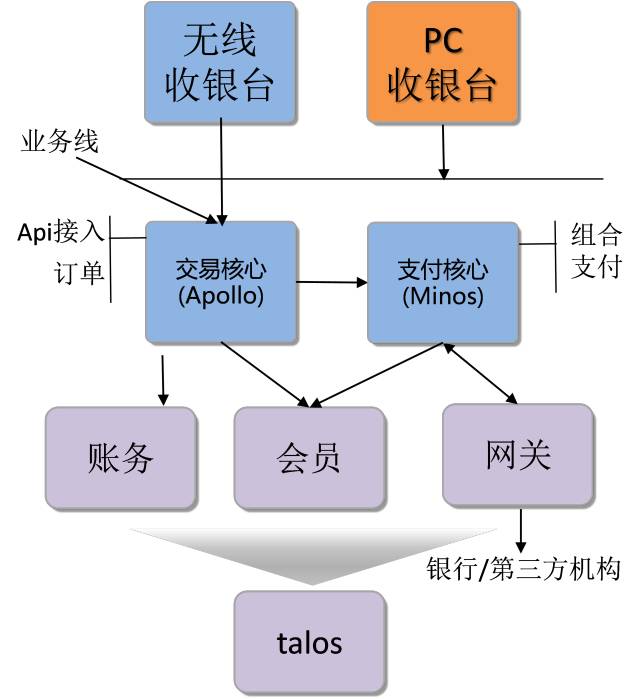 无线
收银台
PC
收银台
业务线
Api接入
订单
交易核心
(Apollo)
支付核心
(Minos)
组合
支付
账务
会员
网关
银行/第三方机构
talos